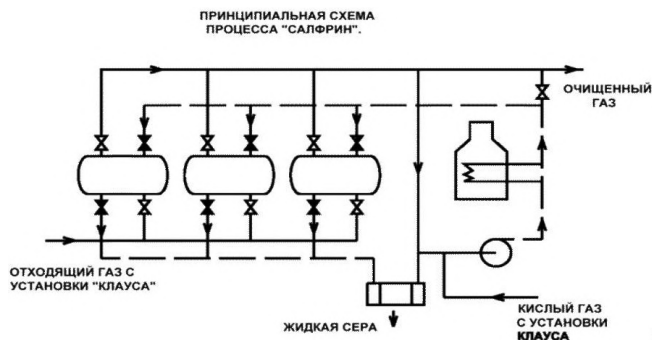 ПРИНЦИПИАЛЬНАЯ СХЕМА
ПРОЦЕССА "САЛФРИН".
ОЧИЩЕННЫЙ
ГАЗ
ОТХОДЯЩИЙ ГАЗ С
УСТАНОВКИ "КЛАУСА"
ЖИДКАЯ СЕРА
КИСЛЫЙ ГАЗ
С УСТАНОВКИ
КЛАУСА